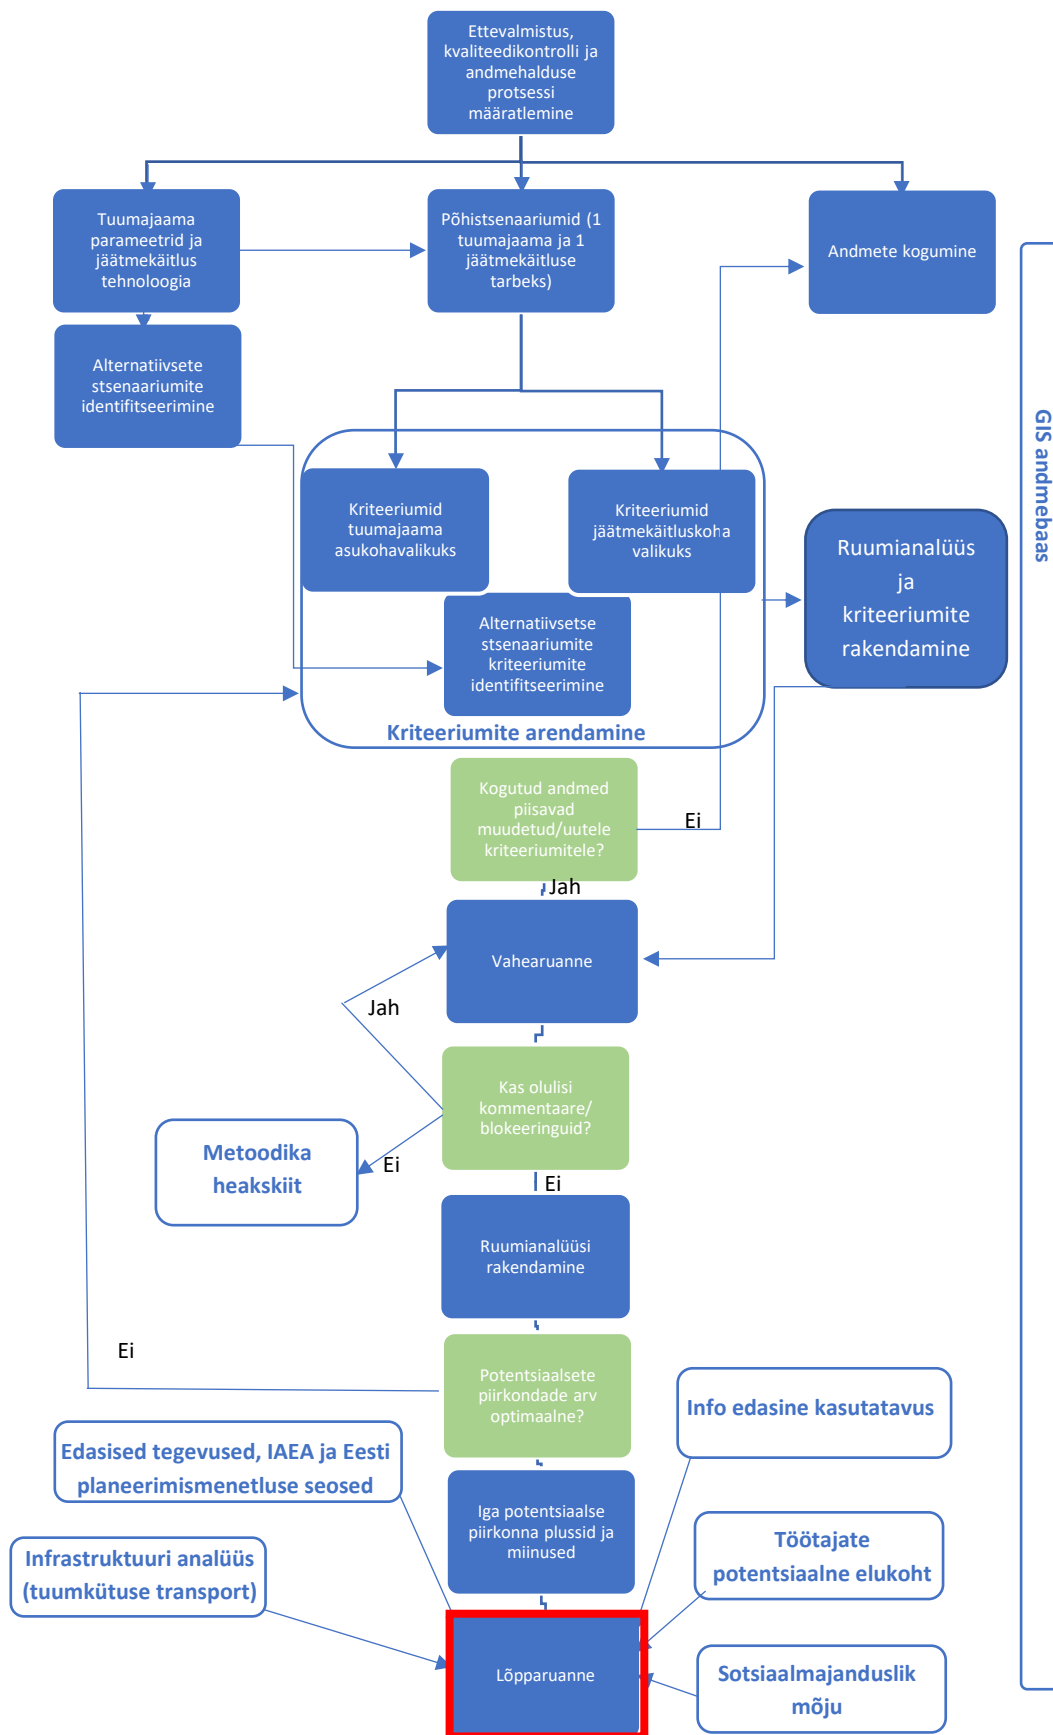 Ettevalmistus,
kvaliteedikontrolli ja
andmehalduse
protsessi
määratlemine
Tuumajaama
parameetrid ja
jäätmekäitlus
tehnoloogia
Põhistsenaariumid (1
tuumajaama ja 1
jäätmekäitluse
tarbeks)
Andmete kogumine
Alternatiivsete
stsenaariumite
identifitseerimine
GIS andmebaas
Kriteeriumid
tuumajaama
asukohavalikuks
Kriteeriumid
jäätmekäitluskoha
valikuks
Ruumianalüüs
ja
kriteeriumite
rakendamine
Alternatiivsetse
stsenaariumite
kriteeriumite
identifitseerimine
Kriteeriumite arendamine
Kogutud andmed
piisavad
muudetud/uutele
kriteeriumitele?
Ei
Jah
Vahearuanne
Jah
Kas olulisi
kommentaare/
blokeeringuid?
Metoodika
heakskiit
Ei
Ei
Ruumianalüüsi
rakendamine
Ei
Potentsiaalsete
piirkondade arv
optimaalne?
Info edasine kasutatavus
Edasised tegevused, IAEA ja Eesti
planeerimismenetluse seosed
Iga potentsiaalse
piirkonna plussid ja
miinused
Töötajate
potentsiaalne elukoht
Infrastruktuuri analüüs
(tuumkütuse transport)
Lõpparuanne
Sotsiaalmajanduslik
mõju